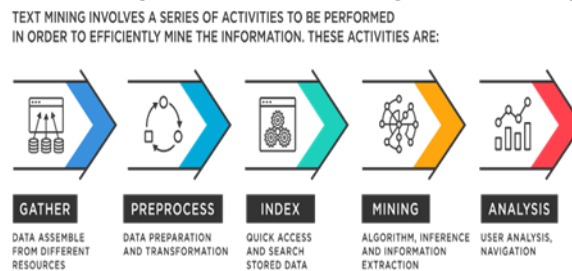 TEXT MINING INVOLVES A SERIES OF ACTIVITIES TO BE PERFORMED
IN ORDER TO EFFICIENTLY MINE THE INFORMATION. THESE ACTIVITIES ARE:
GATHER
DATA ASSEMBLE
FROM DIFFERENT
RESOURCES
PREPROCESS
DATA PREPARATION
AND TRANSFORMATION
INDEX
QUICK ACCESS
AND SEARCH
STORED DATA
MINING
ALGORITHM, INFERENCE
AND INFORMATION
EXTRACTION
ANALYSIS
USER ANALYSIS,
NAVIGATION